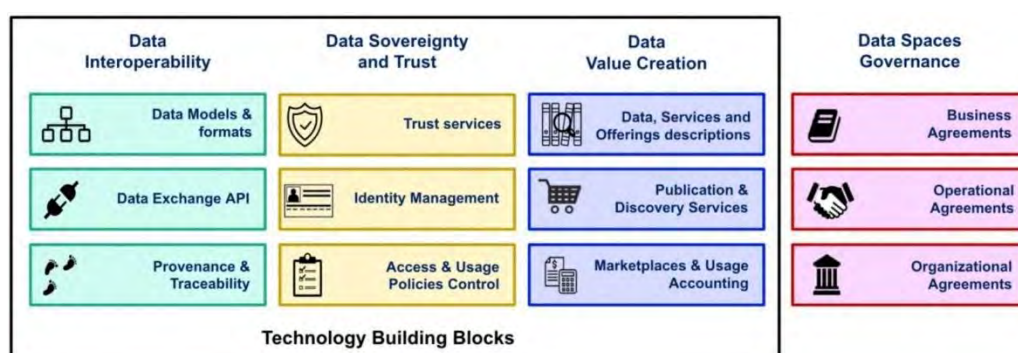 Data
Interoperability
Data Sovereignty
and Trust
Data
Value Creation
Data Spaces
Governance
Data Models &
formats
Trust services
Data, Services and
Offerings descriptions
Business
Agreements
Data Exchange API
Identity Management
Publication &
Discovery Services
Operational
Agreements
Provenance &
Traceability
Access & Usage
Policies Control
Marketplaces & Usage
Accounting
Organizational
Agreements
Technology Building Blocks